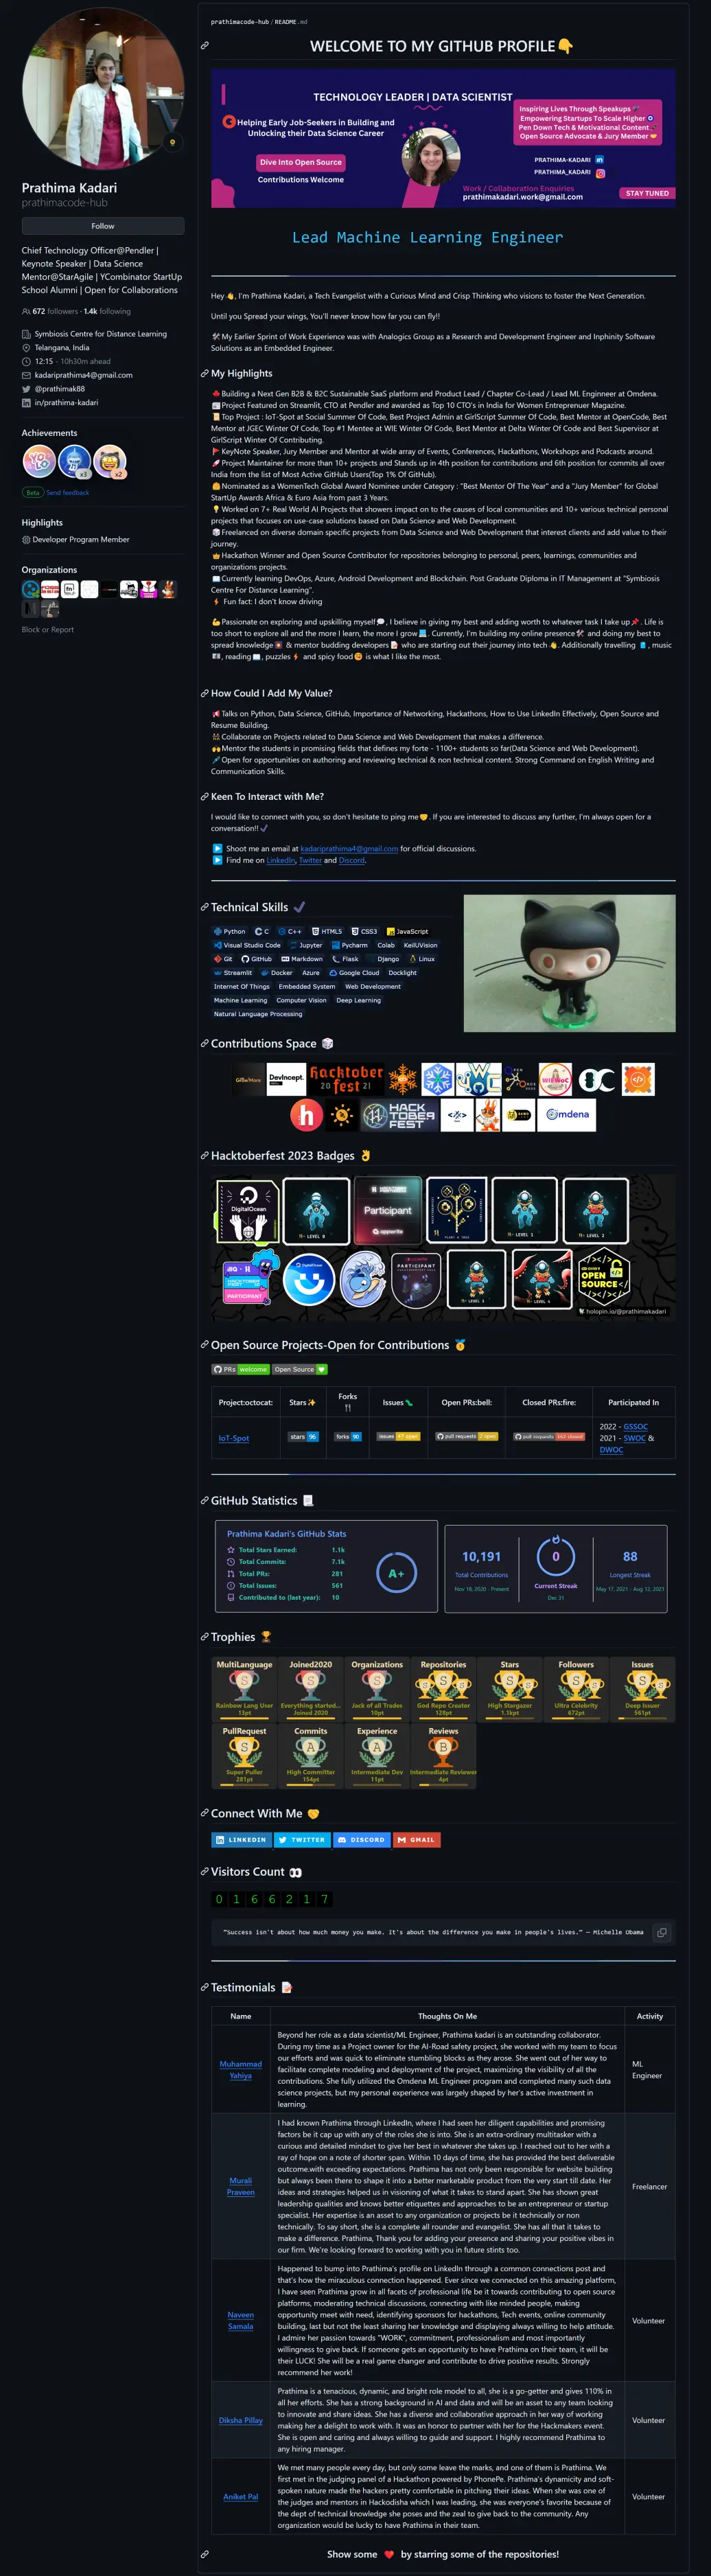 Prathima Kadari
prathimacode-hub
Follow
Chief Technology Officer@Pendler |
Keynote Speaker | Data Science
Mentor@StarAgile | YCombinator StartUp
School Alumni | Open for Collaborations
672 followers · 1.4k following
Symbiosis Centre for Distance Learning
Telangana, India
12:15 - 10h30m ahead
kadariprathima4@gmail.com
@prathimak88
in/prathima-kadari
Achievements
x3 x2
Beta Send feedback
Highlights
Developer Program Member
Organizations
Block or Report
prathimacode-hub / README.md
WELCOME TO MY GITHUB PROFILE👇
TECHNOLOGY LEADER | DATA SCIENTIST
Helping Early Job-Seekers in Building and
Unlocking their Data Science Career
Dive Into Open Source
Contributions Welcome
Inspiring Lives Through Speakups
Empowering Startups To Scale Higher
Pen Down Tech & Motivational Content
Open Source Advocate & Jury Member
PRATHIMA-KADARI
PRATHIMA_KADARI
Work / Collaboration Enquiries
prathimakadari.work@gmail.com
STAY TUNED
Lead Machine Learning Engineer
Hey 👋, I'm Prathima Kadari, a Tech Evangelist with a Curious Mind and Crisp Thinking who visions to foster the Next Generation.
Until you Spread your wings, You'll never know how far you can fly!!
🛠️My Earlier Sprint of Work Experience was with Analogics Group as a Research and Development Engineer and Inphinity Software
Solutions as an Embedded Engineer.
My Highlights
Building a Next Gen B2B & B2C Sustainable SaaS platform and Product Lead / Chapter Co-Lead / Lead ML Enginner at Omdena.
Project Featured on Streamlit, CTO at Pendler and awarded as Top 10 CTO's in India for Women Entreprenuer Magazine.
Top Project : IoT-Spot at Social Summer Of Code, Best Project Admin at GirlScript Summer Of Code, Best Mentor at OpenCode, Best
Mentor at JGEC Winter Of Code, Top #1 Mentee at WIE Winter Of Code, Best Mentor at Delta Winter Of Code and Best Supervisor at
GirlScript Winter Of Contributing.
KeyNote Speaker, Jury Member and Mentor at wide array of Events, Conferences, Hackathons, Workshops and Podcasts around.
Project Maintainer for more than 10+ projects and Stands up in 4th position for contributions and 6th position for commits all over
India from the list of Most Active GitHub Users(Top 1% Of GitHub).
Nominated as a WomenTech Global Award Nominee under Category : "Best Mentor Of The Year" and a "Jury Member" for Global
StartUp Awards Africa & Euro Asia from past 3 Years.
Worked on 7+ Real World AI Projects that showers impact on to the causes of local communities and 10+ various technical personal
projects that focuses on use-case solutions based on Data Science and Web Development.
Freelanced on diverse domain specific projects from Data Science and Web Development that interest clients and add value to their
journey.
Hackathon Winner and Open Source Contributor for repositories belonging to personal, peers, learnings, communities and
organizations projects.
Currently learning DevOps, Azure, Android Development and Blockchain. Post Graduate Diploma in IT Management at "Symbiosis
Centre For Distance Learning".
Fun fact: I don't know driving
Passionate on exploring and upskilling myself, I believe in giving my best and adding worth to whatever task I take up. Life is
too short to explore all and the more I learn, the more I grow. Currently, I'm building my online presence and doing my best to
spread knowledge & mentor budding developers who are starting out their journey into tech. Additionally travelling, music
, reading, puzzles and spicy food is what I like the most.
How Could I Add My Value?
Talks on Python, Data Science, GitHub, Importance of Networking, Hackathons, How to Use LinkedIn Effectively, Open Source and
Resume Building.
Collaborate on Projects related to Data Science and Web Development that makes a difference.
Mentor the students in promising fields that defines my forte - 1100+ students so far(Data Science and Web Development).
Open for opportunities on authoring and reviewing technical & non technical content. Strong Command on English Writing and
Communication Skills.
Keen To Interact with Me?
I would like to connect with you, so don't hesitate to ping me. If you are interested to discuss any further, I'm always open for a
conversation!!
Shoot me an email at kadariprathima4@gmail.com for official discussions.
Find me on LinkedIn, Twitter and Discord.
Technical Skills
Python C C++ HTML5 CSS3 JavaScript
Visual Studio Code Jupyter Pycharm Colab KeilUVision
Git GitHub Markdown Flask Django Linux
Streamlit Docker Azure Google Cloud Docklight
Internet Of Things Embedded System Web Development
Machine Learning Computer Vision Deep Learning
Natural Language Processing
Contributions Space
DevIncept.
hacktober
fest 21
HACK
TOBER
FEST
omdena
Hacktoberfest 2023 Badges
DigitalOcean
LEVEL 0
Participant
appwrite
PLANT A TREE
LEVEL 1
LEVEL 2
PARTICIPANT
DigitalOcean
PARTICIPANT
LEVEL 3
LEVEL 4
OPEN
SOURCE
holopin.io/@prathimakadari
Open Source Projects-Open for Contributions
PRs welcome Open Source
Project:octocat: Stars Forks Issues Open PRs:bell: Closed PRs:fire: Participated In
IoT-Spot
stars 96
forks 90
issues 47 open
pull requests 2 open
pull requests
2022 - GSSOC
2021 - SWOC &
DWOC
GitHub Statistics
Prathima Kadari's GitHub Stats
Total Stars Earned: 1.1k
Total Commits: 7.1k
Total PRs: 281
Total Issues: 561
Contributed to (last year): 10
A+
10,191
Total Contributions
Nov 18, 2020 - Present
0
Current Streak
Dec 31
88
Longest Streak
May 17, 2021 - Aug 12, 2021
Trophies
MultiLanguage Joined2020 Organizations Repositories Stars Followers Issues
S S S S S S S
Rainbow Lang User Everything started... Jack of all Trades God Repo Creator High Stargazer Ultra Celebrity Deep Issuer
13pt Joined 2020 10pt 128pt 1.1kpt 672pt 561pt
PullRequest Commits Experience Reviews
S A A B
Super Puller High Committer Intermediate Dev Intermediate Reviewer
281pt 154pt 11pt 4pt
Connect With Me
LINKEDIN TWITTER DISCORD GMAIL
Visitors Count
0 1 6 6 2 1 7
"Success isn't about how much money you make. It's about the difference you make in people's lives." — Michelle Obama
Testimonials
Name Thoughts On Me Activity
Muhammad
Yahiya
Beyond her role as a data scientist/ML Engineer, Prathima kadari is an outstanding collaborator.
During my time as a Project owner for the AI-Road safety project, she worked with my team to focus
our efforts and was quick to eliminate stumbling blocks as they arose. She went out of her way to
facilitate complete modeling and deployment of the project, maximizing the visibility of all the
contributions. She fully utilized the Omdena ML Engineer program and completed many such data
science projects, but my personal experience was largely shaped by her's active investment in
learning.
ML
Engineer
Murali
Praveen
I had known Prathima through LinkedIn, where I had seen her diligent capabilities and promising
factors be it cap up with any of the roles she is into. She is an extra-ordinary multitasker with a
curious and detailed mindset to give her best in whatever she takes up. I reached out to her with a
ray of hope on a note of shorter span. Within 10 days of time, she has provided the best deliverable
outcome.with exceeding expectations. Prathima has not only been responsible for website building
but always been there to shape it into a better marketable product from the very start till date. Her
ideas and strategies helped us in visioning of what it takes to stand apart. She has shown great
leadership qualities and knows better etiquettes and approaches to be an entrepreneur or startup
specialist. Her expertise is an asset to any organization or projects be it technically or non
technically. To say short, she is a complete all rounder and evangelist. She has all that it takes to
make a difference. Prathima, Thank you for adding your presence and sharing your positive vibes in
our firm. We're looking forward to working with you in future stints too.
Freelancer
Naveen
Samala
Happened to bump into Prathima's profile on LinkedIn through a common connections post and
that's how the miraculous connection happened. Ever since we connected on this amazing platform,
I have seen Prathima grow in all facets of professional life be it towards contributing to open source
platforms, moderating technical discussions, connecting with like minded people, making
opportunity meet with need, identifying sponsors for hackathons, Tech events, online community
building, last but not the least sharing her knowledge and displaying always willing to help attitude.
I admire her passion towards "WORK", commitment, professionalism and most importantly
willingness to give back. If someone gets an opportunity to have Prathima on their team, it will be
their LUCK! She will be a real game changer and contribute to drive positive results. Strongly
recommend her work!
Volunteer
Diksha Pillay
Prathima is a tenacious, dynamic, and bright role model to all, she is a go-getter and gives 110% in
all her efforts. She has a strong background in AI and data and will be an asset to any team looking
to innovate and share ideas. She has a diverse and collaborative approach in her way of working
making her a delight to work with. It was an honor to partner with her for the Hackmakers event.
She is open and caring and always willing to guide and support. I highly recommend Prathima to
any hiring manager.
Volunteer
Aniket Pal
We met many people every day, but only some leave the marks, and one of them is Prathima. We
first met in the judging panel of a Hackathon powered by PhonePe. Prathima's dynamicity and soft-
spoken nature made the hackers pretty comfortable in pitching their ideas. When she was one of
the judges and mentors in Hackodisha which I was leading, she was everyone's favorite because of
the dept of technical knowledge she poses and the zeal to give back to the community. Any
organization would be lucky to have Prathima in their team.
Volunteer
Show some ❤️ by starring some of the repositories!